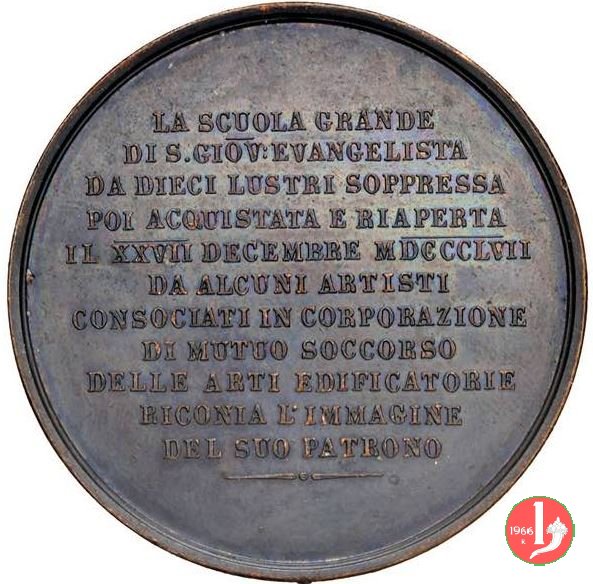 LA SCUOLA GRANDE
DI S. GIOV: EVANGELISTA
DA DIECI LUSTRI SOPPRESSA
POI ACQUISTATA E RIAPERTA
IL XXVII DECEMBRE MDCCCLVII
DA ALCUNI ARTISTI
CONSOCIATI IN CORPORAZIONE
DI MUTUO SOCCORSO
DELLE ARTI EDIFICATORIE
RICONIA L'IMMAGINE
DEL SUO PATRONO
1966
K